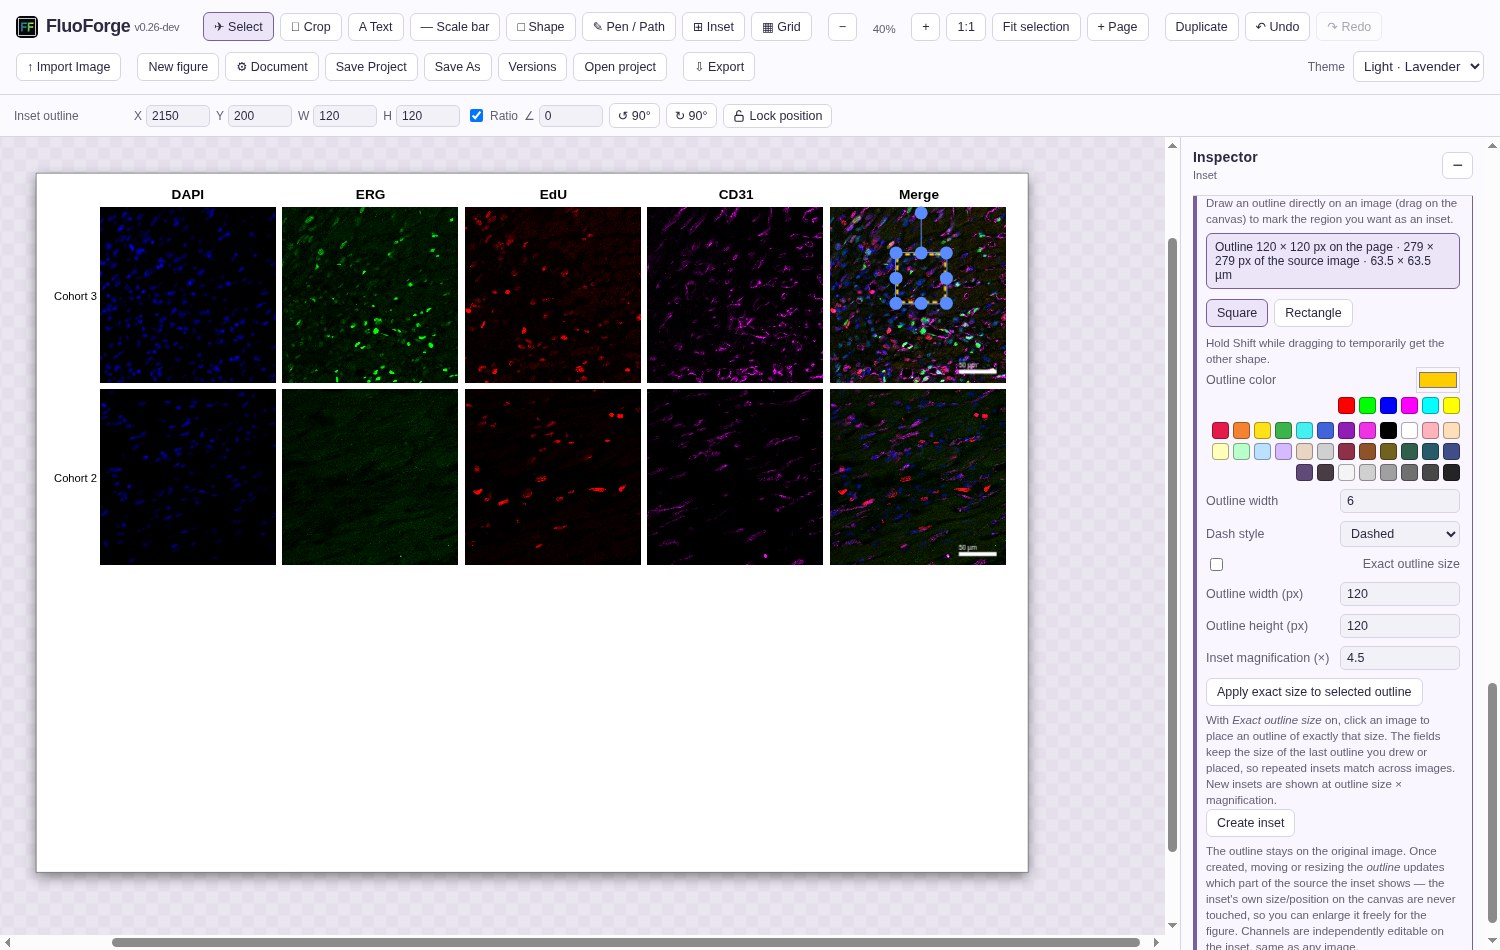 FF FluoForge v0.26-dev
✈ Select
Crop
A Text
— Scale bar
□ Shape
✎ Pen / Path
⊞ Inset
▦ Grid
−
40%
+
1:1
Fit selection
+ Page
Duplicate
↶ Undo
↷ Redo
↑ Import Image
New figure
⚙ Document
Save Project
Save As
Versions
Open project
⇩ Export
Theme
Light · Lavender
Inset outline
X 2150
Y 200
W 120
H 120
Ratio
∠ 0
↺ 90°
↻ 90°
Lock position
DAPI
ERG
EdU
CD31
Merge
Cohort 3
50 µm
Cohort 2
50 µm
Inspector
Inset
−
Draw an outline directly on an image (drag on the
canvas) to mark the region you want as an inset.
Outline 120 × 120 px on the page · 279 ×
279 px of the source image · 63.5 × 63.5
µm
Square
Rectangle
Hold Shift while dragging to temporarily get the
other shape.
Outline color
Outline width
6
Dash style
Dashed
Exact outline size
Outline width (px)
120
Outline height (px)
120
Inset magnification (×)
4.5
Apply exact size to selected outline
With Exact outline size on, click an image to
place an outline of exactly that size. The fields
keep the size of the last outline you drew or
placed, so repeated insets match across images.
New insets are shown at outline size ×
magnification.
Create inset
The outline stays on the original image. Once
created, moving or resizing the outline updates
which part of the source the inset shows — the
inset's own size/position on the canvas are never
touched, so you can enlarge it freely for the
figure. Channels are independently editable on
the inset, same as any image.